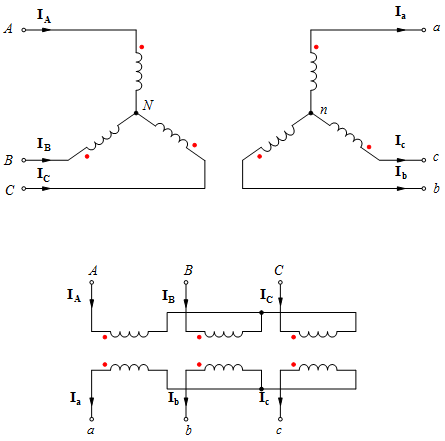 I_A I_a
A a
N n
I_B I_c
B c
I_C I_b
C b
A B C
I_A I_B I_C
I_a I_b I_c
a b c